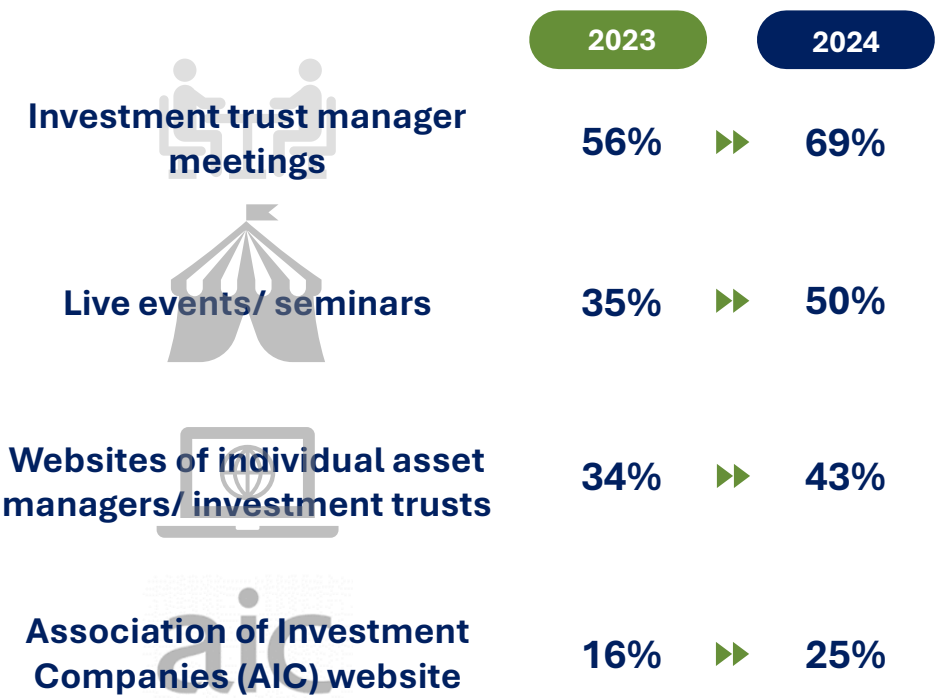 2023 2024
Investment trust manager
meetings
56% 69%
Live events/ seminars
35% 50%
Websites of individual asset
managers/ investment trusts
34% 43%
aic
Association of Investment
Companies (AIC) website
16% 25%